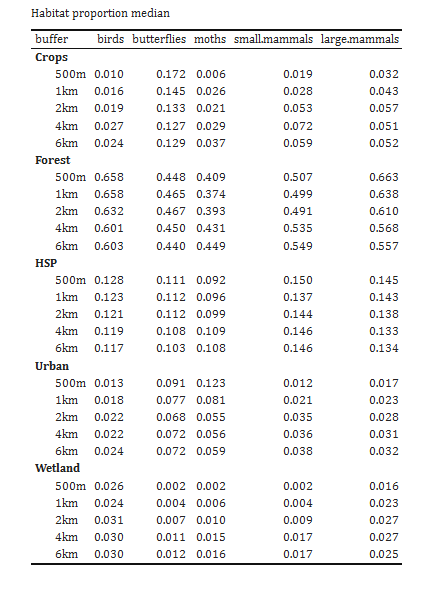 Habitat proportion median
buffer birds butterflies moths small.mammals large.mammals
Crops
500m 0.010 0.172 0.006 0.019 0.032
1km 0.016 0.145 0.026 0.028 0.043
2km 0.019 0.133 0.021 0.053 0.057
4km 0.027 0.127 0.029 0.072 0.051
6km 0.024 0.129 0.037 0.059 0.052
Forest
500m 0.658 0.448 0.409 0.507 0.663
1km 0.658 0.465 0.374 0.499 0.638
2km 0.632 0.467 0.393 0.491 0.610
4km 0.601 0.450 0.431 0.535 0.568
6km 0.603 0.440 0.449 0.549 0.557
HSP
500m 0.128 0.111 0.092 0.150 0.145
1km 0.123 0.112 0.096 0.137 0.143
2km 0.121 0.112 0.099 0.144 0.138
4km 0.119 0.108 0.109 0.146 0.133
6km 0.117 0.103 0.108 0.146 0.134
Urban
500m 0.013 0.091 0.123 0.012 0.017
1km 0.018 0.077 0.081 0.021 0.023
2km 0.022 0.068 0.055 0.035 0.028
4km 0.022 0.072 0.056 0.036 0.031
6km 0.024 0.072 0.059 0.038 0.032
Wetland
500m 0.026 0.002 0.002 0.002 0.016
1km 0.024 0.004 0.006 0.004 0.023
2km 0.031 0.007 0.010 0.009 0.027
4km 0.030 0.011 0.015 0.017 0.027
6km 0.030 0.012 0.016 0.017 0.025